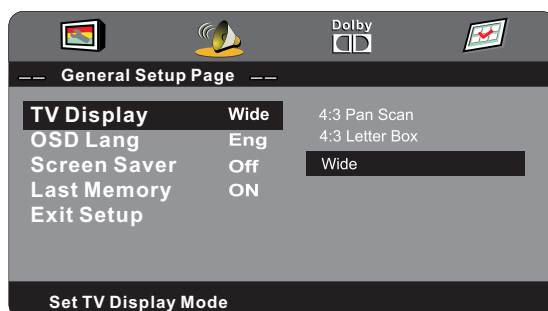 Dolby
-- General Setup Page --
TV Display Wide
OSD Lang Eng
Screen Saver Off
Last Memory ON
Exit Setup
4:3 Pan Scan
4:3 Letter Box
Wide
Set TV Display Mode